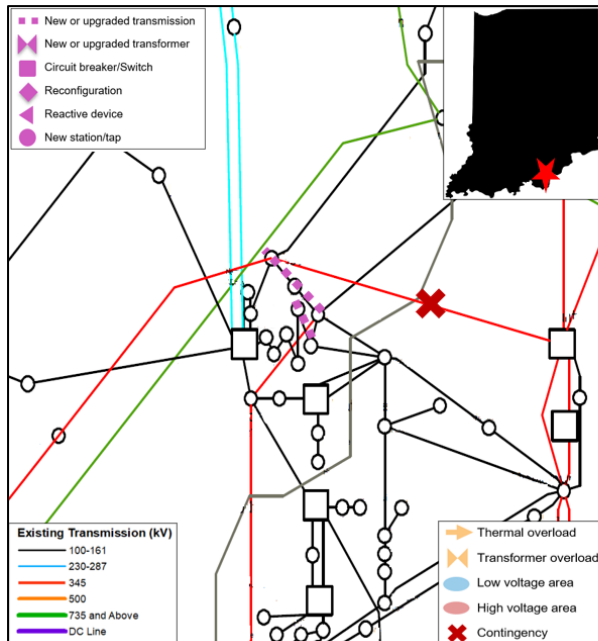 New or upgraded transmission
New or upgraded transformer
Circuit breaker/Switch
Reconfiguration
Reactive device
New station/tap
Existing Transmission (kV)
100-161
230-287
345
500
735 and Above
DC Line
Thermal overload
Transformer overload
Low voltage area
High voltage area
Contingency